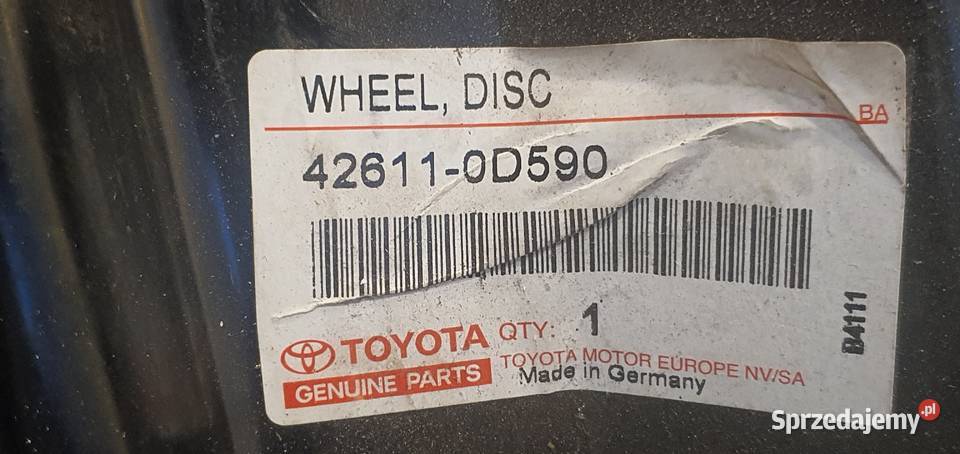 WHEEL, DISC
BA
42611-0D590
TOYOTA QTY: 1
GENUINE PARTS
TOYOTA MOTOR EUROPE NV/SA
Made in Germany
B4111
Sprzedajemy.pl